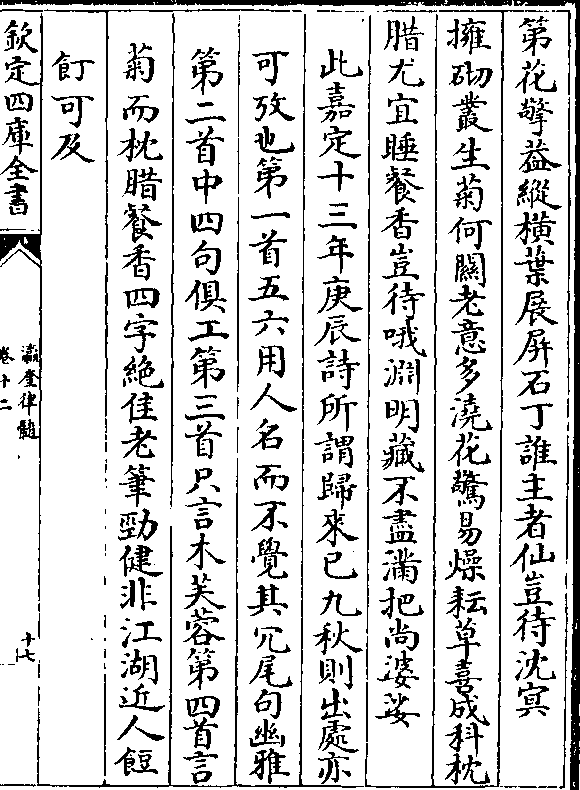 第花擎葢縱横葉展屏石丁誰主者仙豈待沈冥
擁砌叢生菊何關老意多澆花驚易燥耘草喜成科枕
腊尤宜睡餐香豈待哦淵明藏不盡滿把尚婆娑
此嘉定十三年庚辰詩所謂歸來已九秋則出處亦
可攷也第一首五六用人名而不覺其冗尾句幽雅
第二首中四句俱工第三首只言木芙蓉第四首言
菊而枕腊餐香四字絶佳老筆勁健非江湖近人餖
飣可及
欽定四庫全書
瀛奎律髓
卷十二
十七